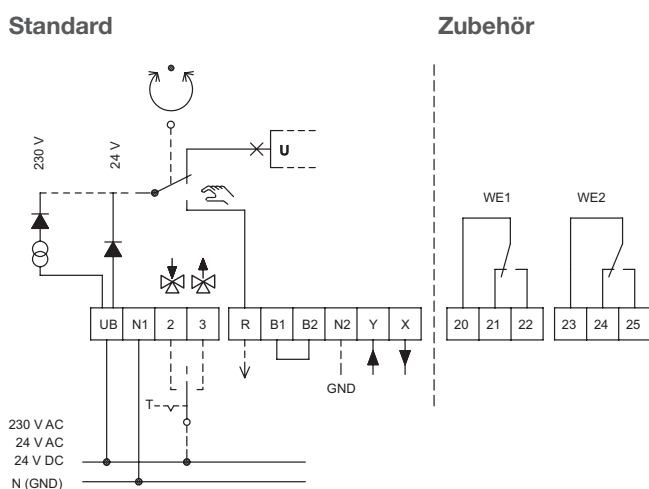 Standard
Zubehör
230 V
24 V
U
WE1
WE2
UB N1 2 3 R B1 B2 N2 Y X
20 21 22
23 24 25
GND
T
230 V AC
24 V AC
24 V DC
N (GND)